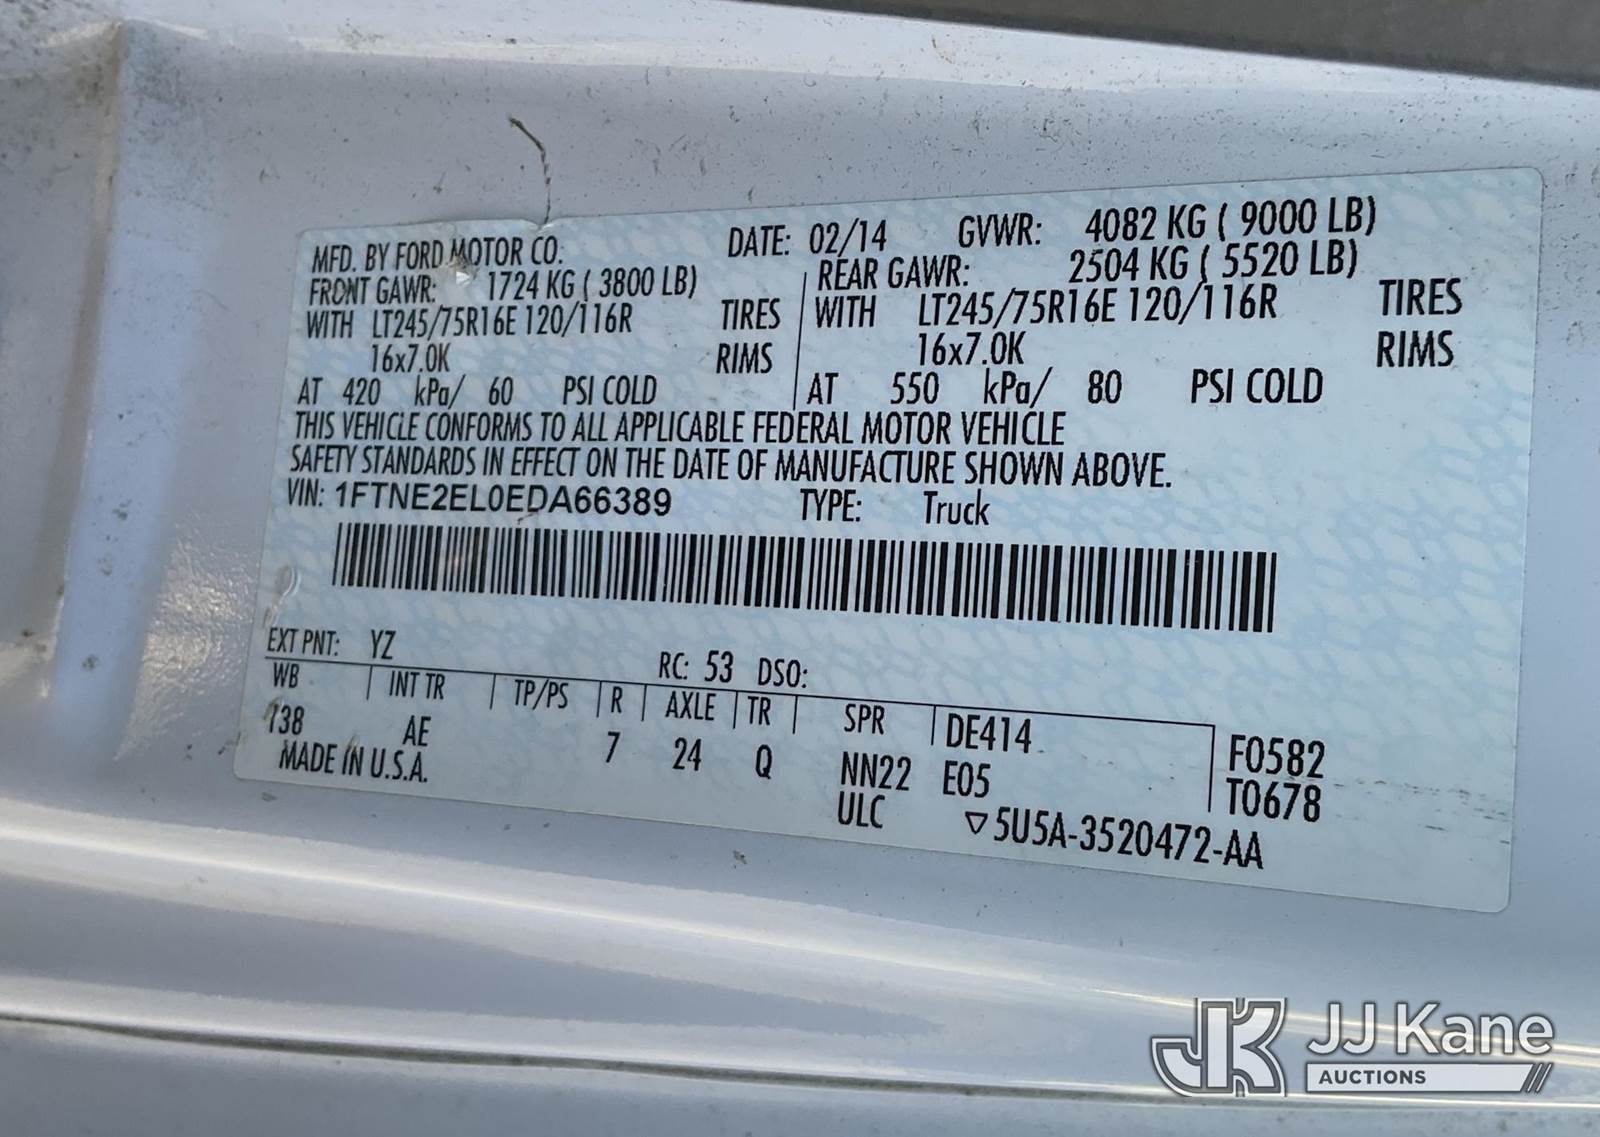 MFD. BY FORD MOTOR CO. DATE: 02/14 GVWR: 4082 KG ( 9000 LB)
FRONT GAWR: 1724 KG ( 3800 LB) REAR GAWR: 2504 KG ( 5520 LB)
WITH LT245/75R16E 120/116R TIRES WITH LT245/75R16E 120/116R TIRES
16x7.0K RIMS 16x7.0K RIMS
AT 420 kPa/ 60 PSI COLD AT 550 kPa/ 80 PSI COLD
THIS VEHICLE CONFORMS TO ALL APPLICABLE FEDERAL MOTOR VEHICLE
SAFETY STANDARDS IN EFFECT ON THE DATE OF MANUFACTURE SHOWN ABOVE.
VIN: 1FTNE2EL0EDA66389 TYPE: Truck
EXT PNT: YZ RC: 53 DSO:
WB INT TR TP/PS R AXLE TR SPR DE414 F0582
138 AE 7 24 Q NN22 E05 T0678
MADE IN U.S.A. ULC ▽5U5A-3520472-AA
JK JJ Kane
AUCTIONS